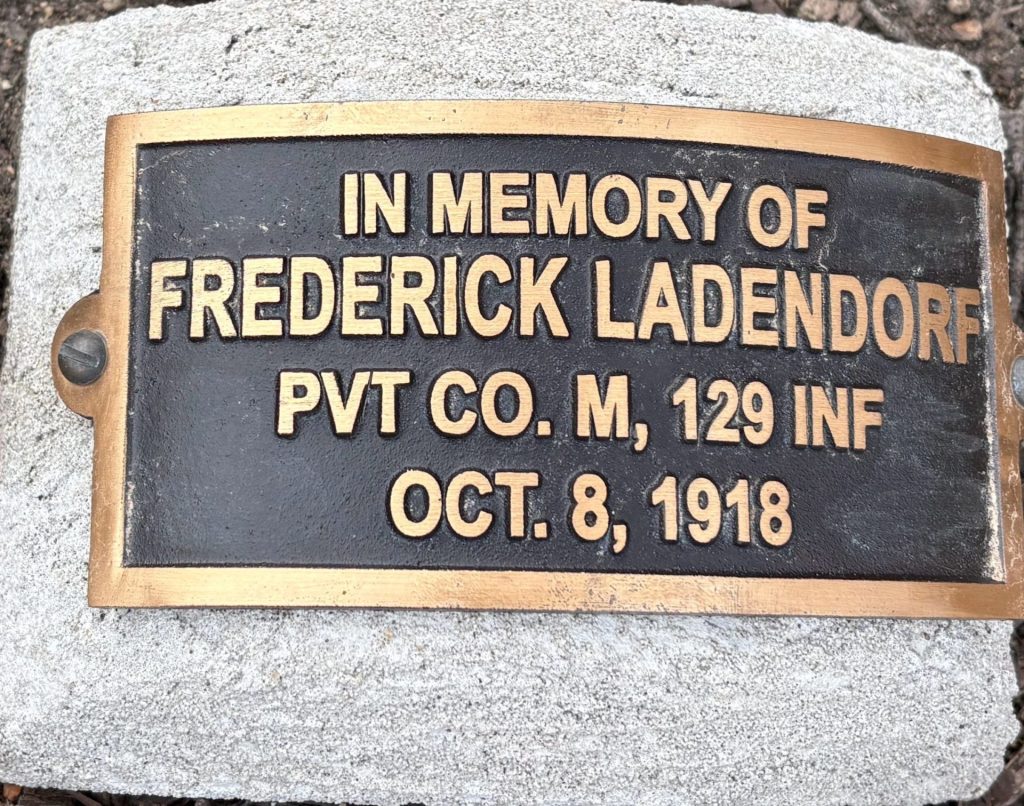 IN MEMORY OF
FREDERICK LADENDORF
PVT CO. M, 129 INF
OCT. 8, 1918